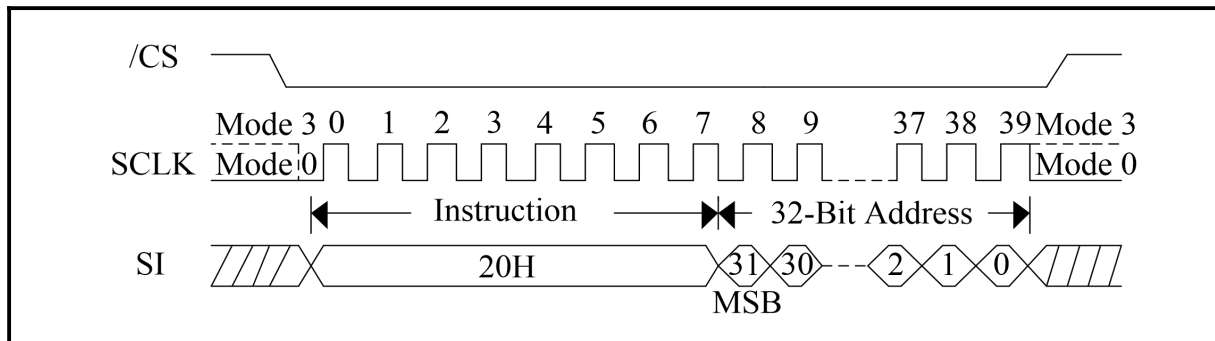 /CS
Mode 3 0 1 2 3 4 5 6 7 8 9 37 38 39 Mode 3
SCLK Mode 0 Mode 0
Instruction 32-Bit Address
SI 20H 31 30 2 1 0
MSB